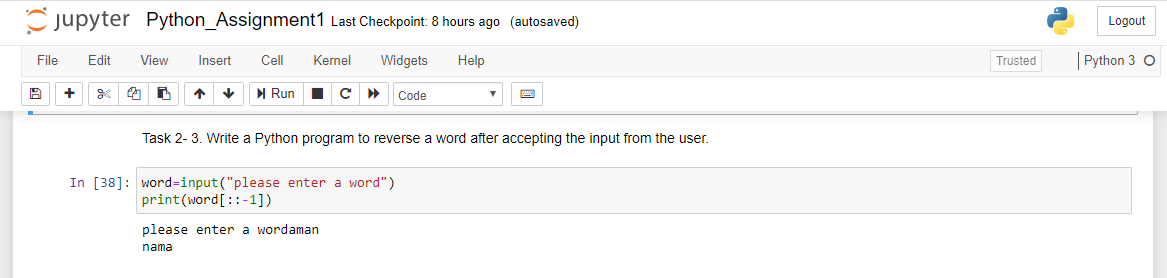 jupyter Python_Assignment1 Last Checkpoint: 8 hours ago (autosaved) Logout
File Edit View Insert Cell Kernel Widgets Help Trusted Python 3
Run Code
Task 2- 3. Write a Python program to reverse a word after accepting the input from the user.
In [38]: word=input("please enter a word")
print(word[::-1])
please enter a wordaman
nama